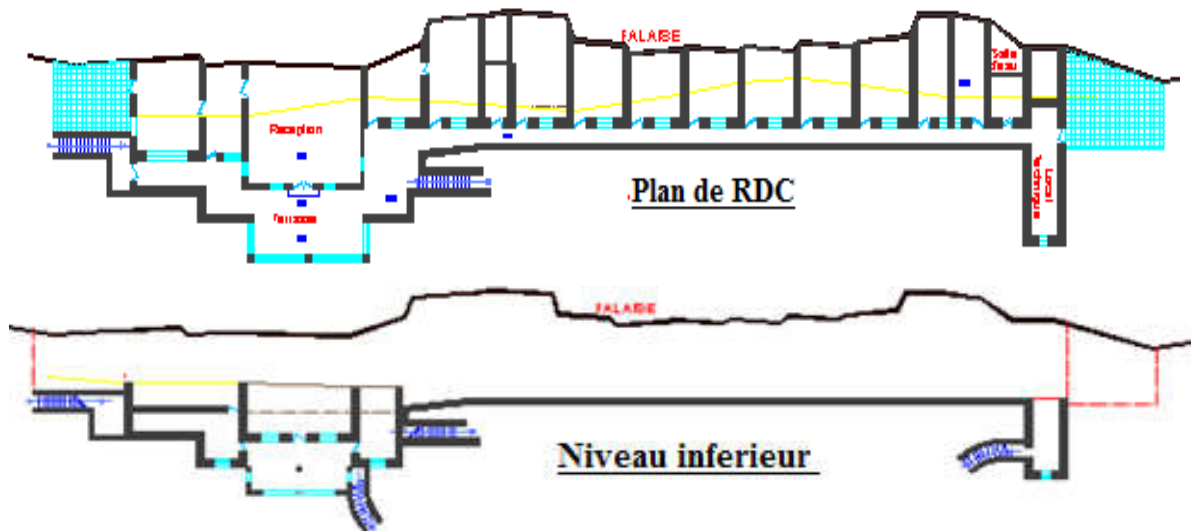 FALAISE
Salle
d'eau
Reception
Terrasse
Local
Technique
Plan de RDC
FALAISE
Niveau inferieur